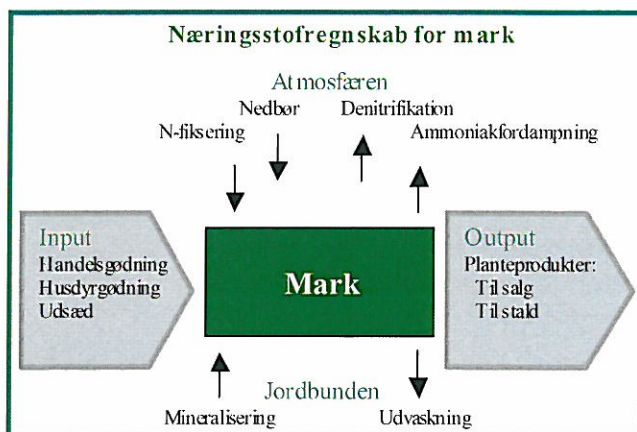 Næringsstofregnskab for mark
Atmosfæren
Nedbør
Denitrifikation
N-fiksering
Ammoniakfordampning
Input
Handelsgødning
Husdyrgødning
Udsæd
Mark
Output
Planteprodukter:
Til salg
Til stald
Jordbunden
Mineralisering
Udvaskning